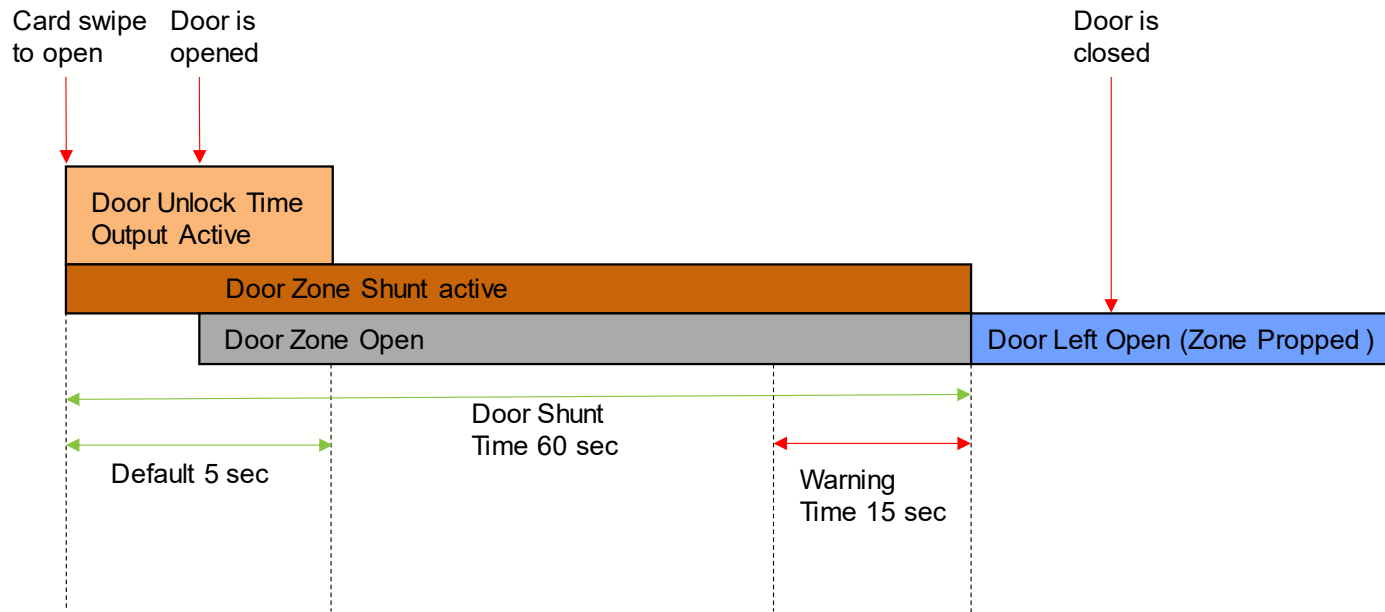 Card swipe
to open
Door is
opened
Door is
closed
Door Unlock Time
Output Active
Door Zone Shunt active
Door Zone Open
Door Left Open (Zone Propped )
Door Shunt
Time 60 sec
Default 5 sec
Warning
Time 15 sec